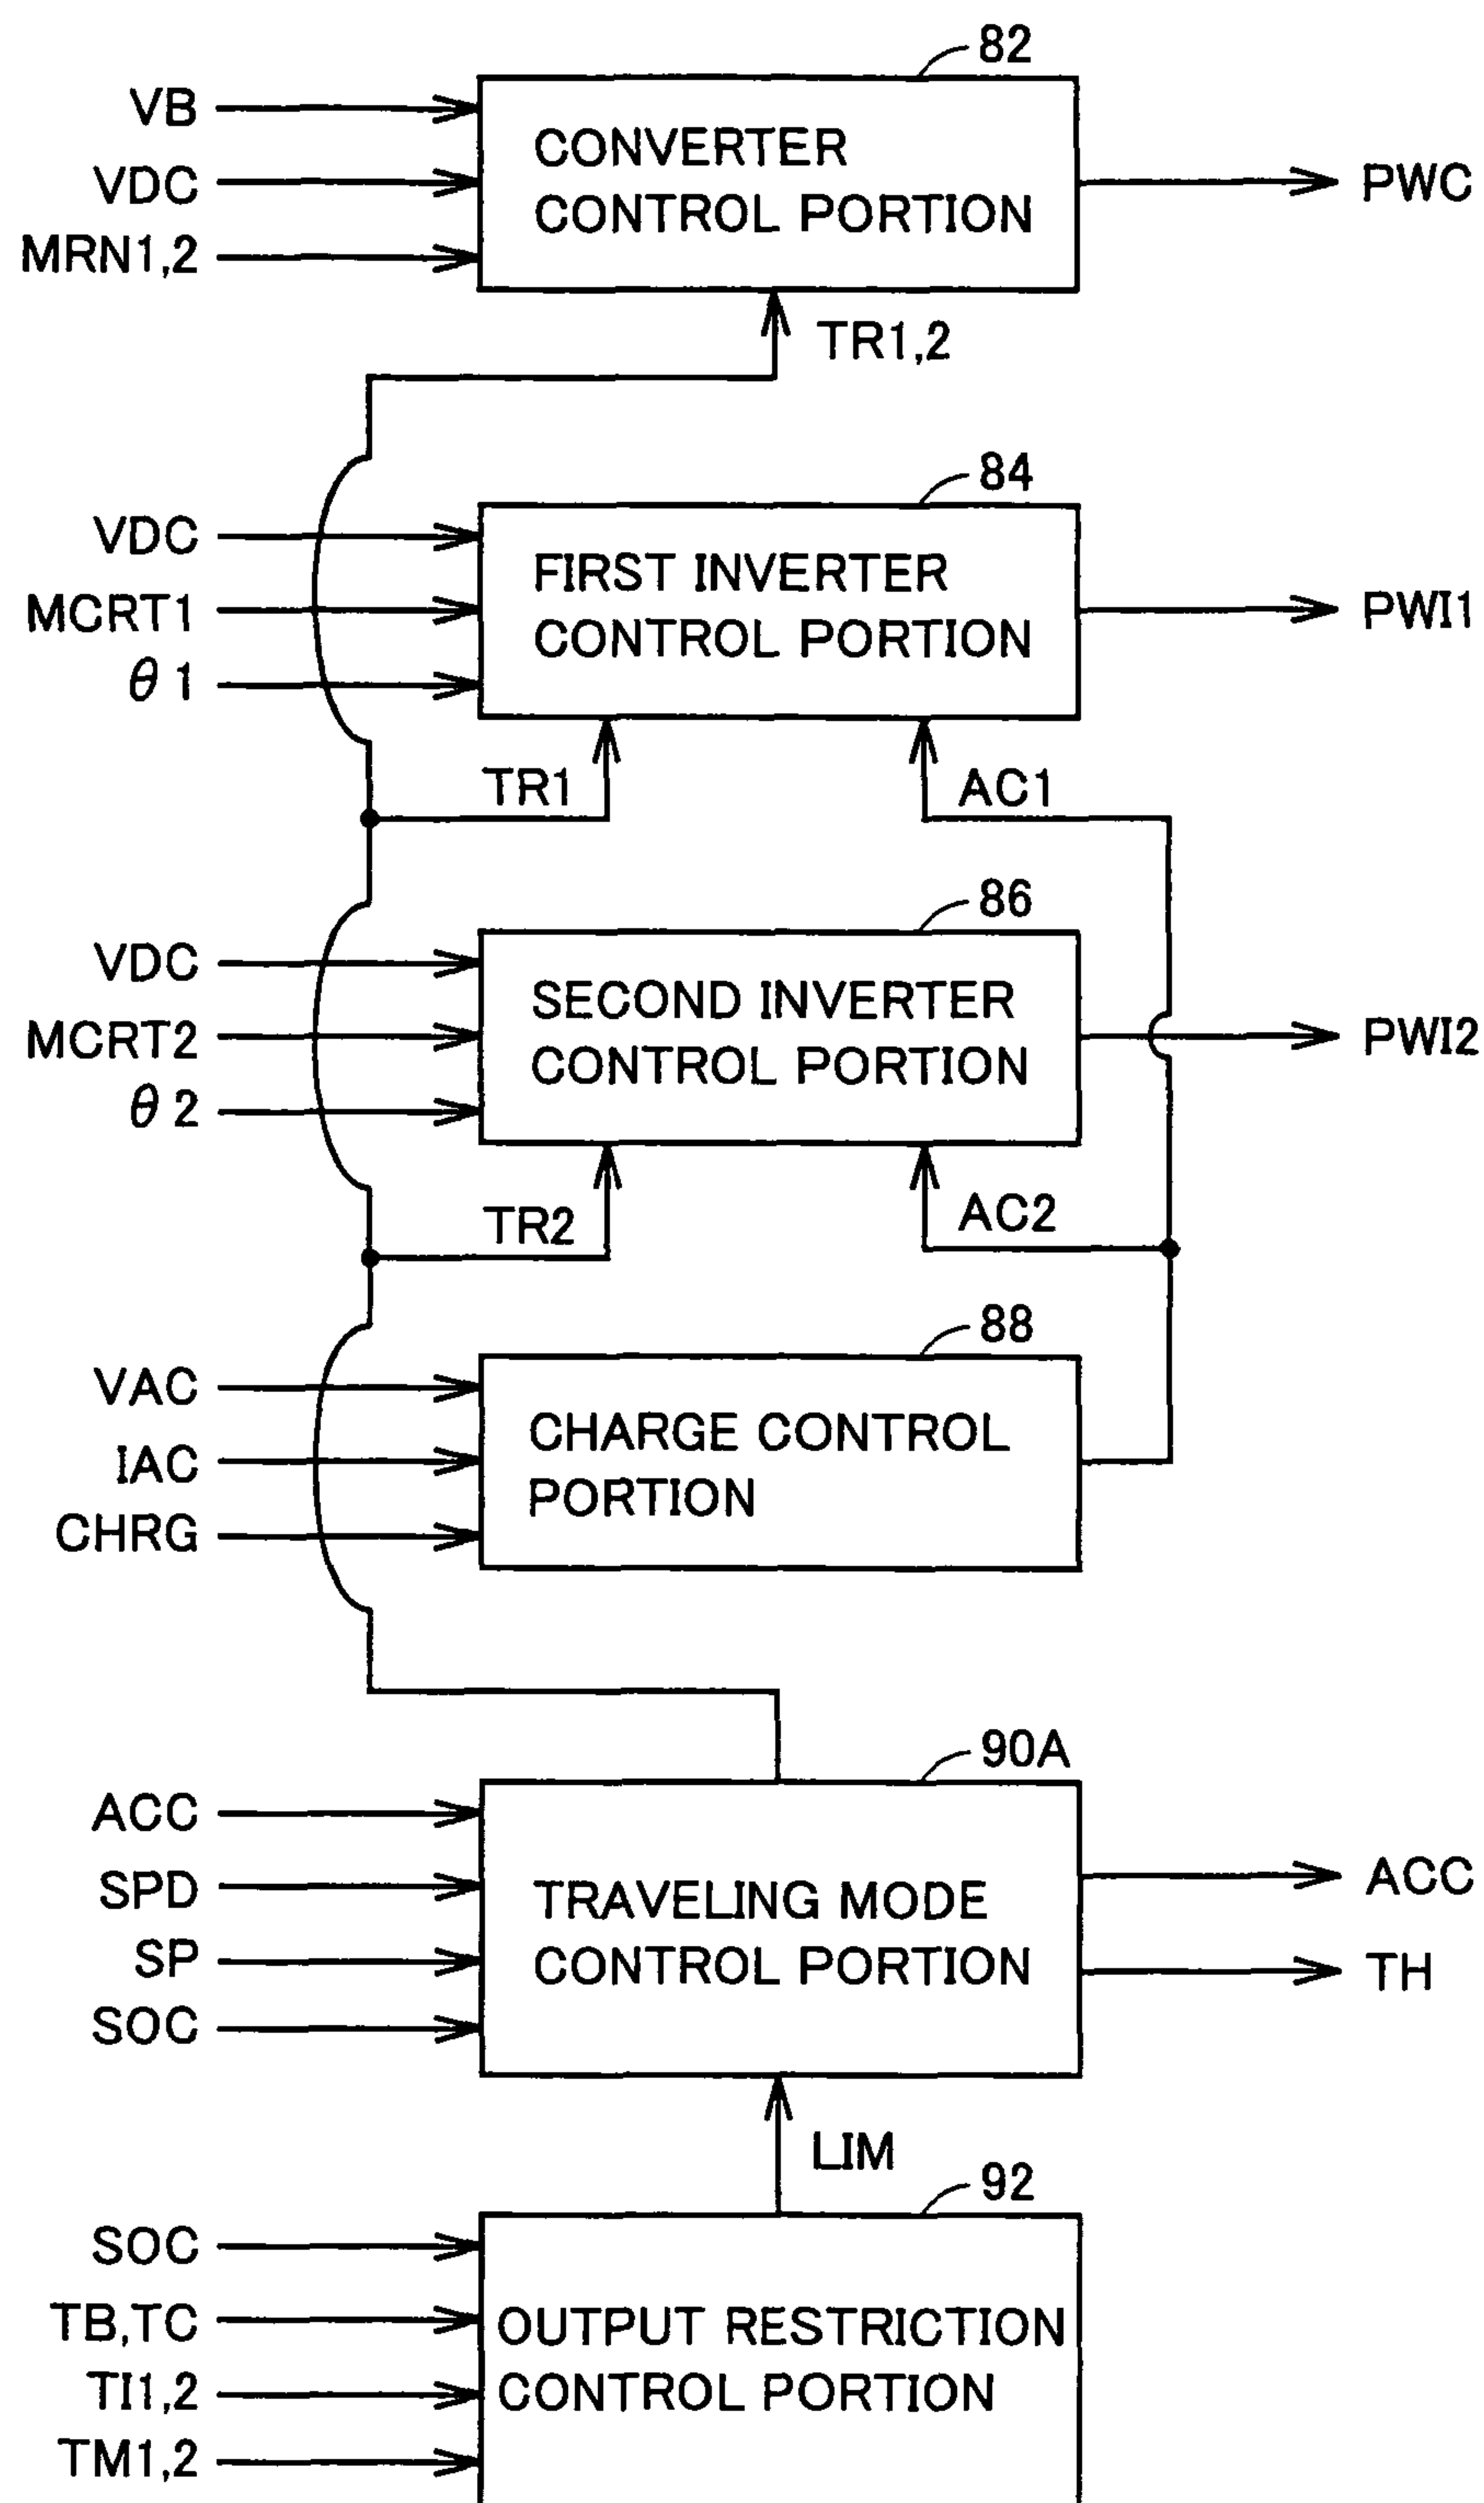 82
VB
VDC
MRN1,2
CONVERTER
CONTROL PORTION
PWC
TR1,2
84
VDC
MCRT1
θ1
FIRST INVERTER
CONTROL PORTION
PWI1
TR1
AC1
86
VDC
MCRT2
θ2
SECOND INVERTER
CONTROL PORTION
PWI2
TR2
AC2
88
VAC
IAC
CHRG
CHARGE CONTROL
PORTION
90A
ACC
SPD
SP
SOC
TRAVELING MODE
CONTROL PORTION
ACC
TH
LIM
92
SOC
TB,TC
TI1,2
TM1,2
OUTPUT RESTRICTION
CONTROL PORTION